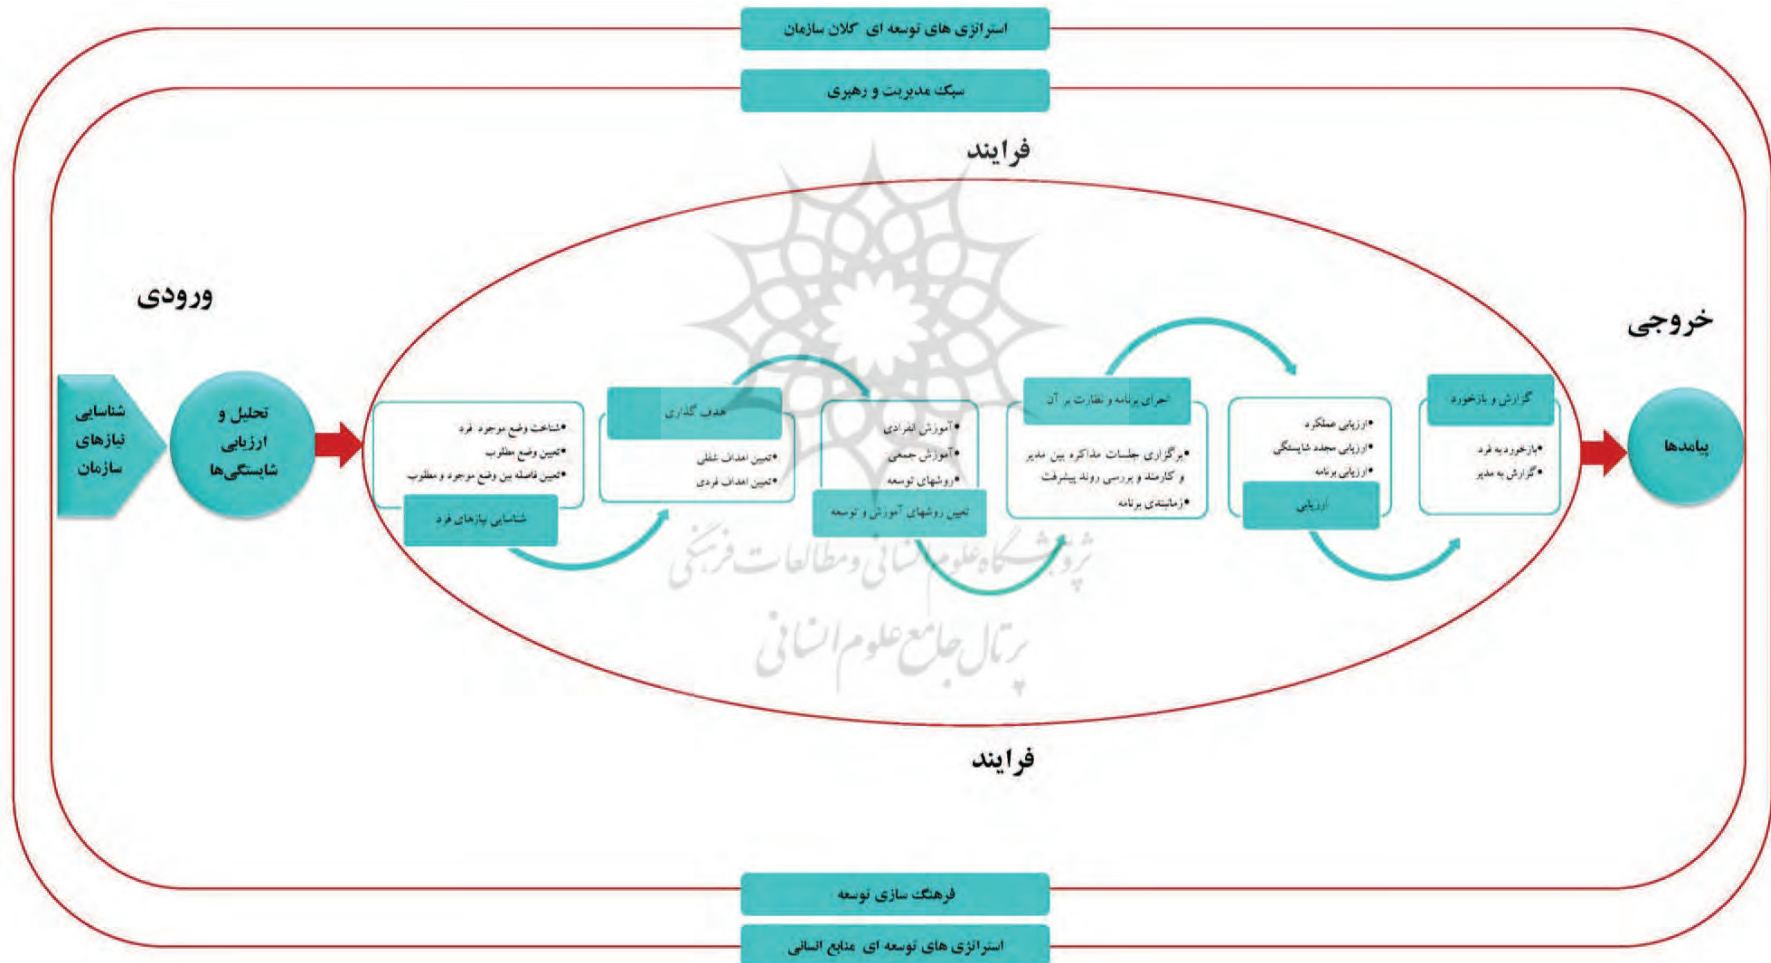 استراتژی های توسعه ای کلان سازمان
سبک مدیریت و رهبری
فرایند
ورودی
خروجی
شناسایی
نیازهای
سازمان
تحلیل و
ارزیابی
شایستگی‌ها
•شناخت وضع موجود فرد
•تعیین وضع مطلوب
•تعیین فاصله بین وضع موجود و مطلوب
شناسایی نیازهای فرد
هدف گذاری
•تعیین اهداف شغلی
•تعیین اهداف فردی
•آموزش انفرادی
•آموزش جمعی
•روشهای توسعه
تعیین روشهای آموزش و توسعه
اجرای برنامه و نظارت بر آن
•برگزاری جلسات مذاکره بین مدیر
و کارمند و بررسی روند پیشرفت
•زمانبندی برنامه
•ارزیابی عملکرد
•ارزیابی مجدد شایستگی
•ارزیابی برنامه
ارزیابی
گزارش و بازخورد
•بازخورد به فرد
•گزارش به مدیر
پیامدها
پژوهشگاه علوم انسانی و مطالعات فرهنگی
پرتال جامع علوم انسانی
فرایند
فرهنگ سازی توسعه
استراتژی های توسعه ای منابع انسانی